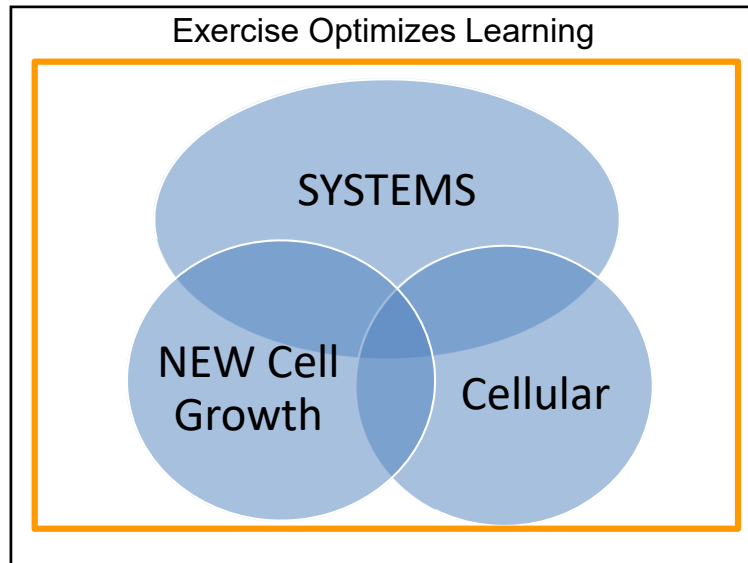 Exercise Optimizes Learning
SYSTEMS
NEW Cell
Growth
Cellular